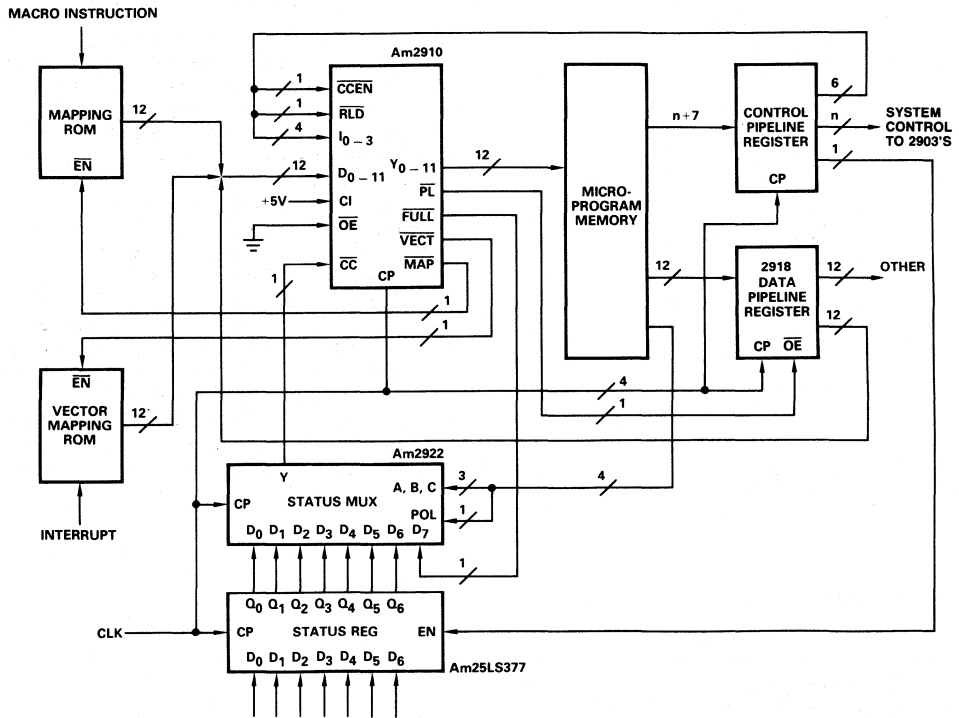 MACRO INSTRUCTION
MAPPING
ROM
EN
12
Am2910
1
CCEN
1
RLD
4
I0 – 3
12
D0 – 11
+5V
CI
OE
1
CC
CP
Y0 – 11
12
PL
FULL
VECT
MAP
1
1
MICRO-
PROGRAM
MEMORY
n+7
CONTROL
PIPELINE
REGISTER
CP
6
n
1
SYSTEM
CONTROL
TO 2903'S
12
2918
DATA
PIPELINE
REGISTER
CP OE
12
OTHER
12
4
1
EN
VECTOR
MAPPING
ROM
12
INTERRUPT
Am2922
Y
CP
STATUS MUX
A, B, C
POL
3
1
4
D0 D1 D2 D3 D4 D5 D6 D7
1
Q0 Q1 Q2 Q3 Q4 Q5 Q6
CLK
CP
STATUS REG
EN
D0 D1 D2 D3 D4 D5 D6
Am25LS377